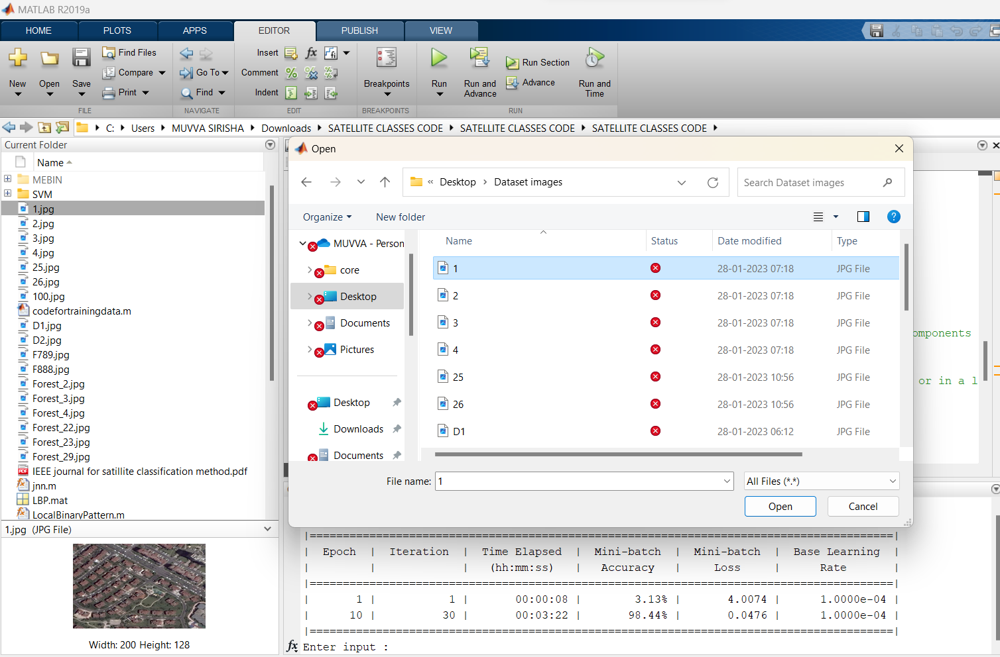 MATLAB R2019a
HOME PLOTS APPS EDITOR PUBLISH VIEW
Find Files
Compare
Print
New Open Save
FILE
Go To
Find
NAVIGATE
Insert fx fi
Comment
Indent
EDIT
Breakpoints
BREAKPOINTS
Run
Run and Advance
Run Section
Advance
Run and Time
RUN
C: Users MUVVA SIRISHA Downloads SATELLITE CLASSES CODE SATELLITE CLASSES CODE SATELLITE CLASSES CODE
Current Folder
Name
MEBIN
SVM
1.jpg
2.jpg
3.jpg
4.jpg
25.jpg
26.jpg
100.jpg
codefortrainingdata.m
D1.jpg
D2.jpg
F789.jpg
F888.jpg
Forest_2.jpg
Forest_3.jpg
Forest_4.jpg
Forest_22.jpg
Forest_23.jpg
Forest_29.jpg
IEEE journal for satillite classification method.pdf
jnn.m
LBP.mat
LocalBinaryPattern.m
1.jpg (JPG File)
Width: 200 Height: 128
Open
« Desktop › Dataset images
Search Dataset images
Organize New folder
MUVVA - Person
core
Desktop
Documents
Pictures
Desktop
Downloads
Documents
Name Status Date modified Type
1 28-01-2023 07:18 JPG File
2 28-01-2023 07:18 JPG File
3 28-01-2023 07:18 JPG File
4 28-01-2023 07:18 JPG File
25 28-01-2023 10:56 JPG File
26 28-01-2023 10:56 JPG File
D1 28-01-2023 06:12 JPG File
File name: 1 All Files (*.*)
Open Cancel
or in a l
|========================================================================================|
| Epoch | Iteration | Time Elapsed | Mini-batch | Mini-batch | Base Learning |
| | | (hh:mm:ss) | Accuracy | Loss | Rate |
|========================================================================================|
| 1 | 1 | 00:00:08 | 3.13% | 4.0074 | 1.0000e-04 |
| 10 | 30 | 00:03:22 | 98.44% | 0.0476 | 1.0000e-04 |
|========================================================================================|
fx Enter input :